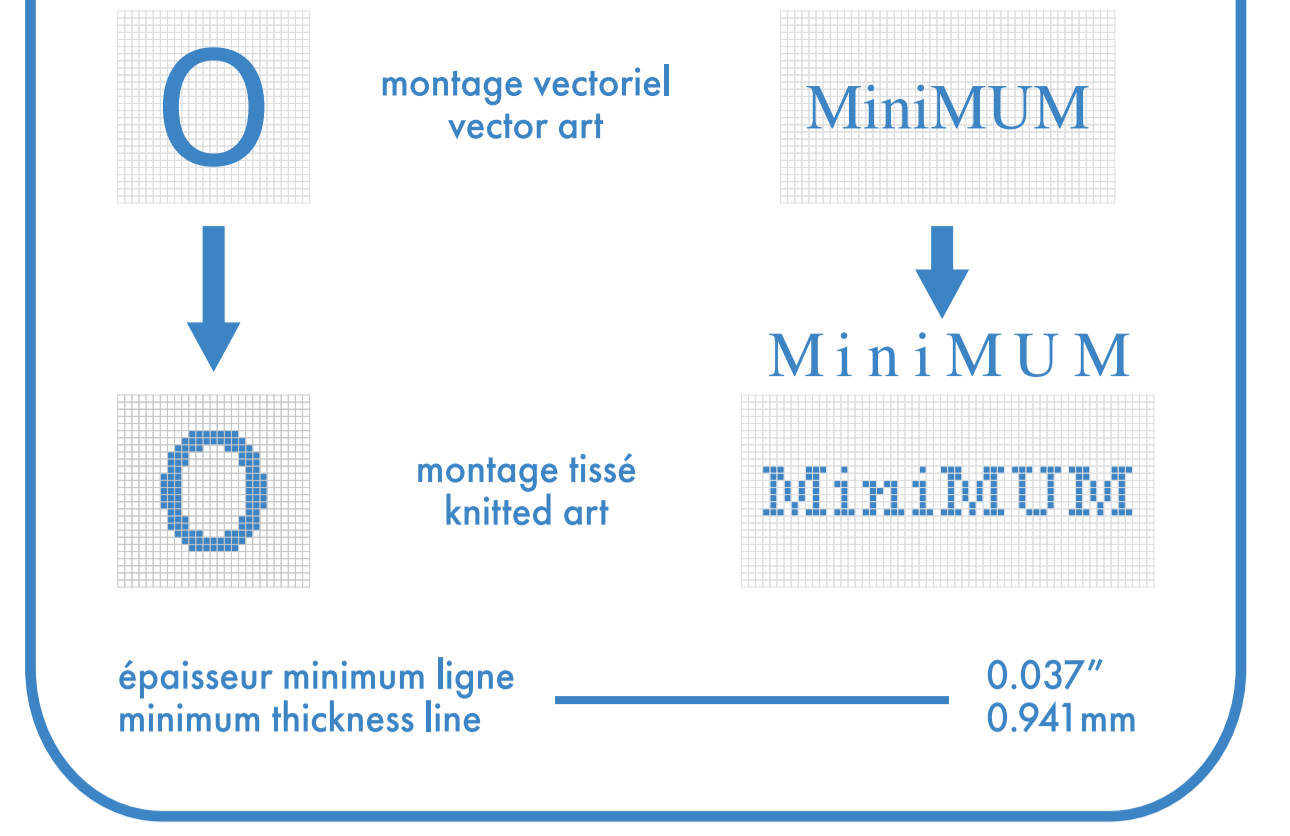 O
montage vectoriel
vector art
MiniMUM
MiniMUM
O
montage tissé
knitted art
MiniMUM
épaisseur minimum ligne
minimum thickness line
0.037"
0.941mm